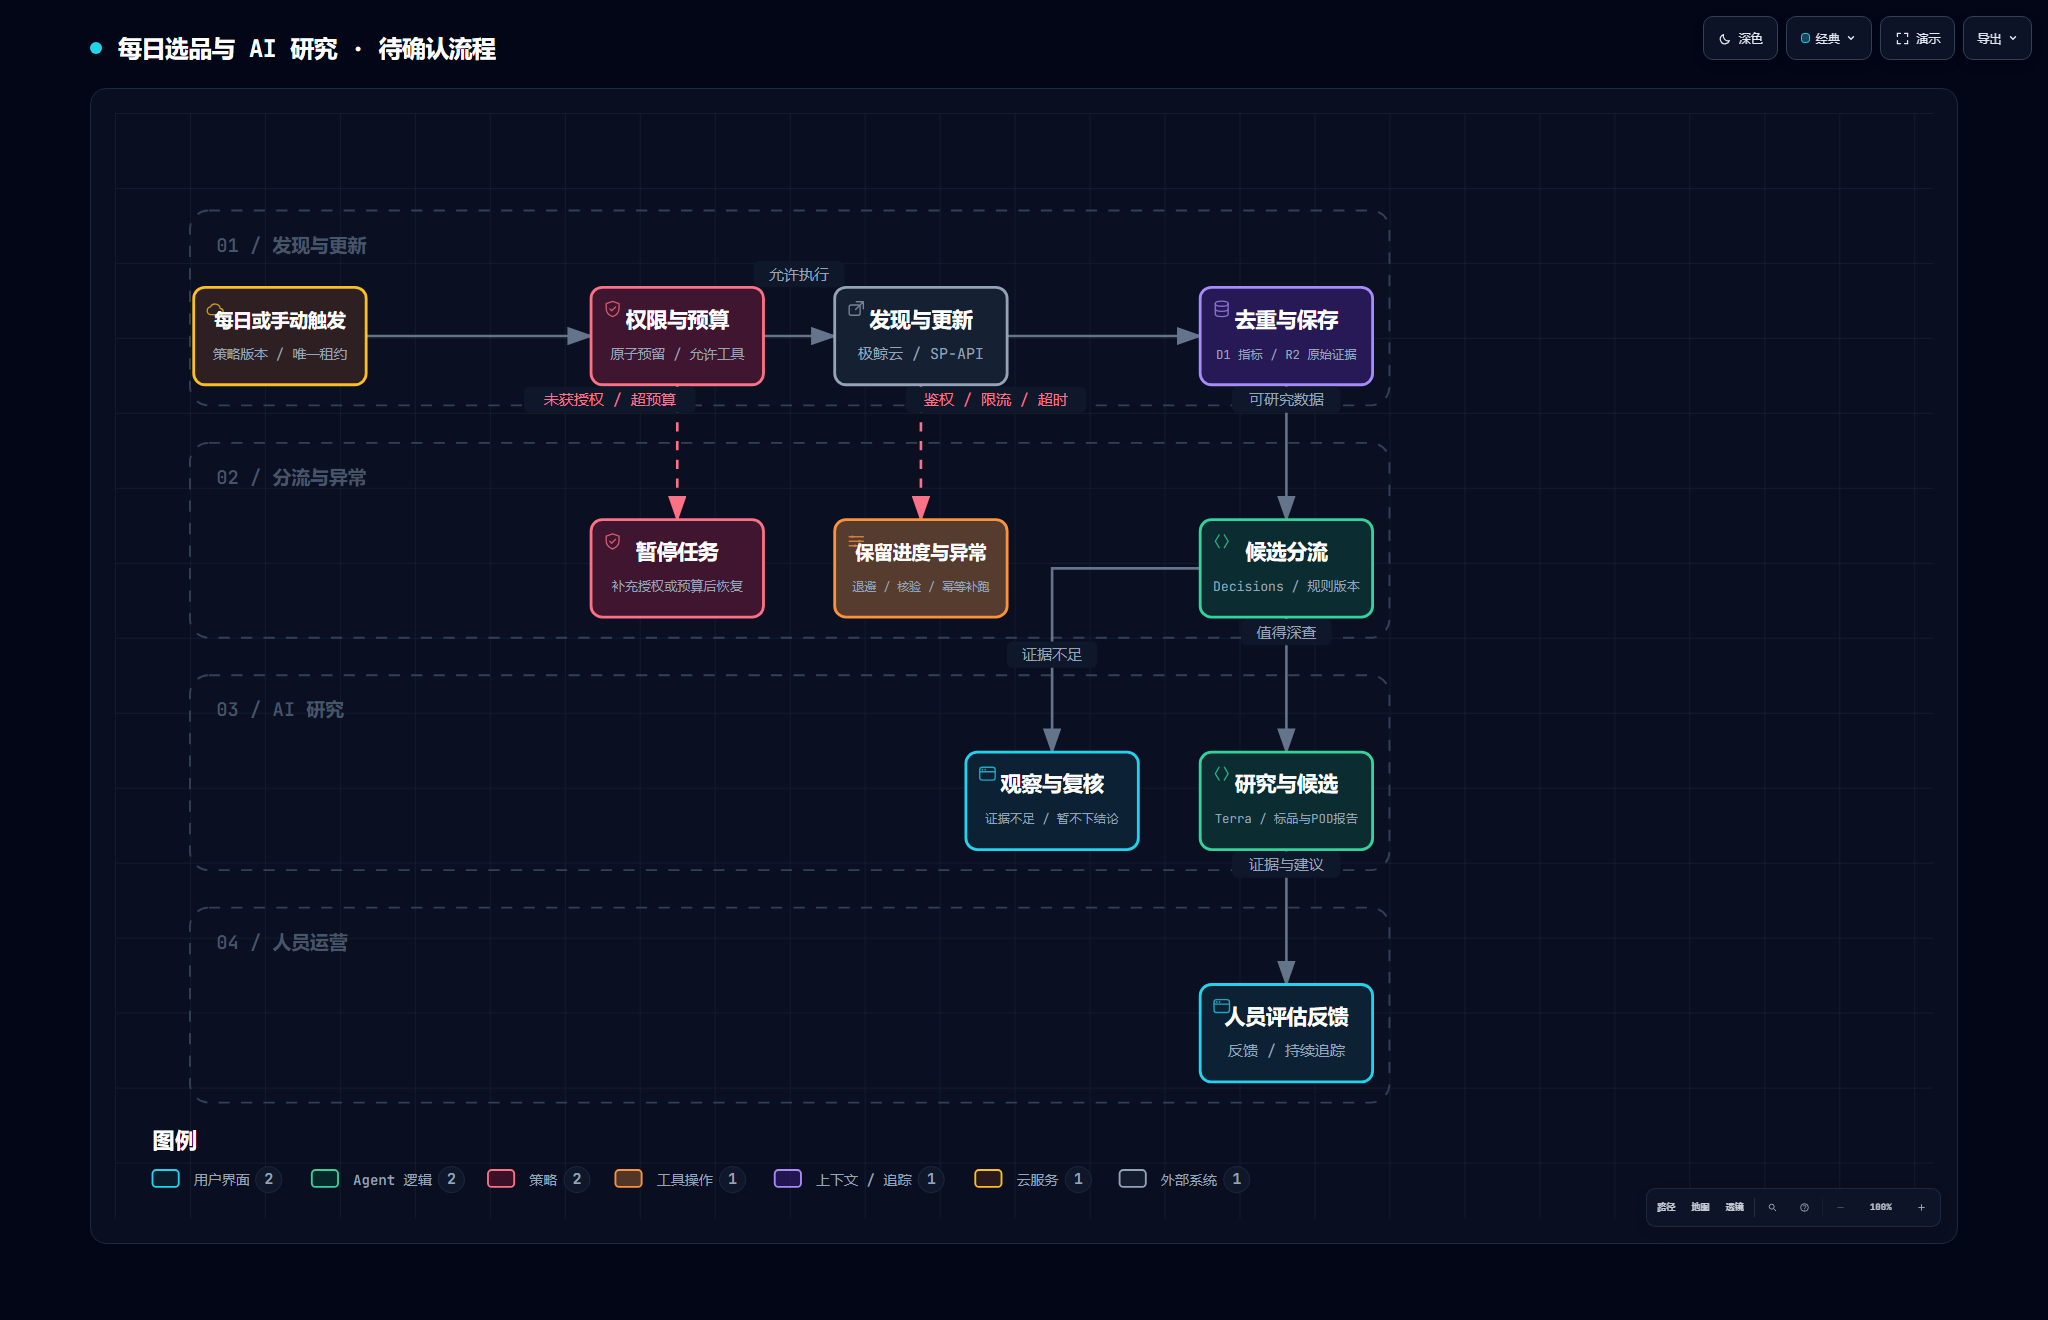 每日选品与 AI 研究 · 待确认流程
深色
经典
演示
导出
01 / 发现与更新
允许执行
每日或手动触发
策略版本 / 唯一租约
权限与预算
原子预留 / 允许工具
发现与更新
极鲸云 / SP-API
去重与保存
D1 指标 / R2 原始证据
未获授权 / 超预算
鉴权 / 限流 / 超时
可研究数据
02 / 分流与异常
暂停任务
补充授权或预算后恢复
保留进度与异常
退避 / 核验 / 幂等补跑
候选分流
Decisions / 规则版本
值得深查
证据不足
03 / AI 研究
观察与复核
证据不足 / 暂不下结论
研究与候选
Terra / 标品与POD报告
证据与建议
04 / 人员运营
人员评估反馈
反馈 / 持续追踪
图例
用户界面 2
Agent 逻辑 2
策略 2
工具操作 1
上下文 / 追踪 1
云服务 1
外部系统 1
路径
地图
透镜
100%